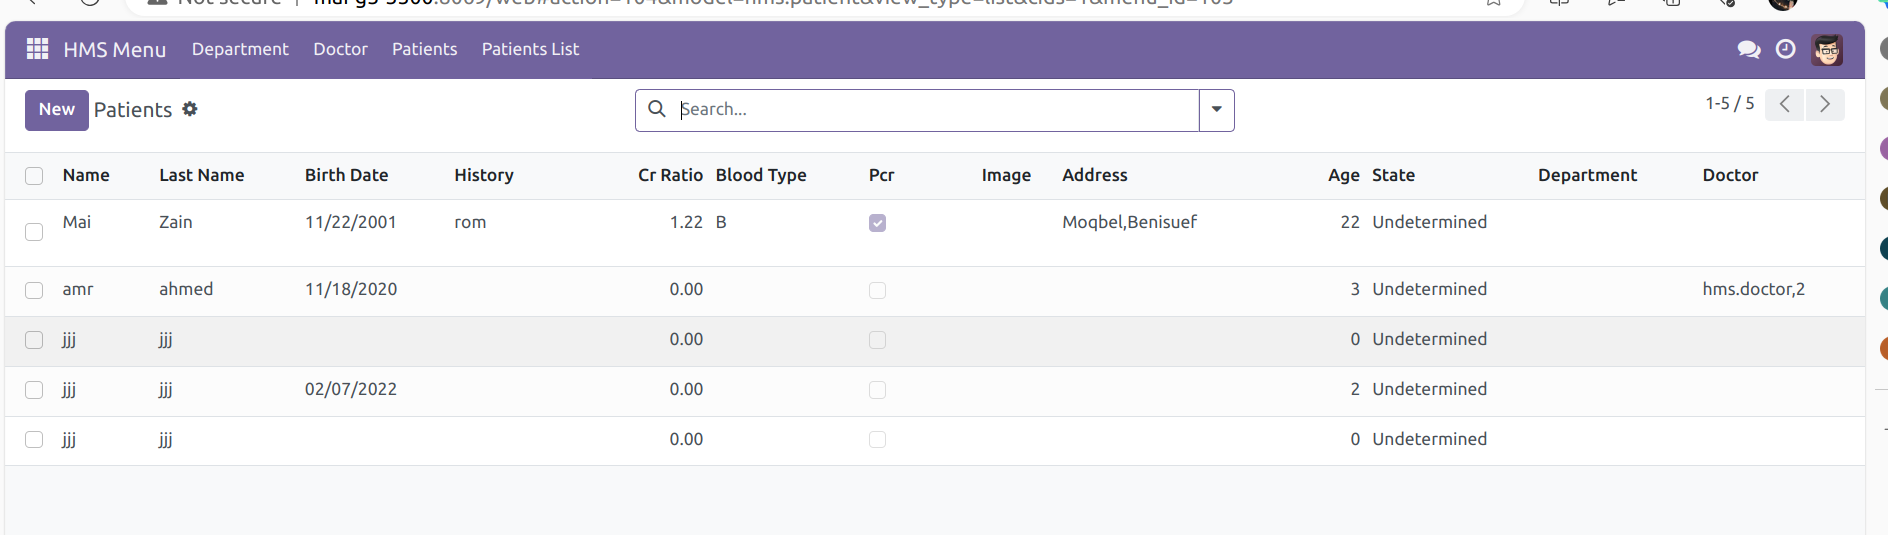 HMS Menu Department Doctor Patients Patients List
New Patients Search... 1-5 / 5
Name Last Name Birth Date History Cr Ratio Blood Type Pcr Image Address Age State Department Doctor
Mai Zain 11/22/2001 rom 1.22 B Moqbel,Benisuef 22 Undetermined
amr ahmed 11/18/2020 0.00 3 Undetermined hms.doctor,2
jjj jjj 0.00 0 Undetermined
jjj jjj 02/07/2022 0.00 2 Undetermined
jjj jjj 0.00 0 Undetermined